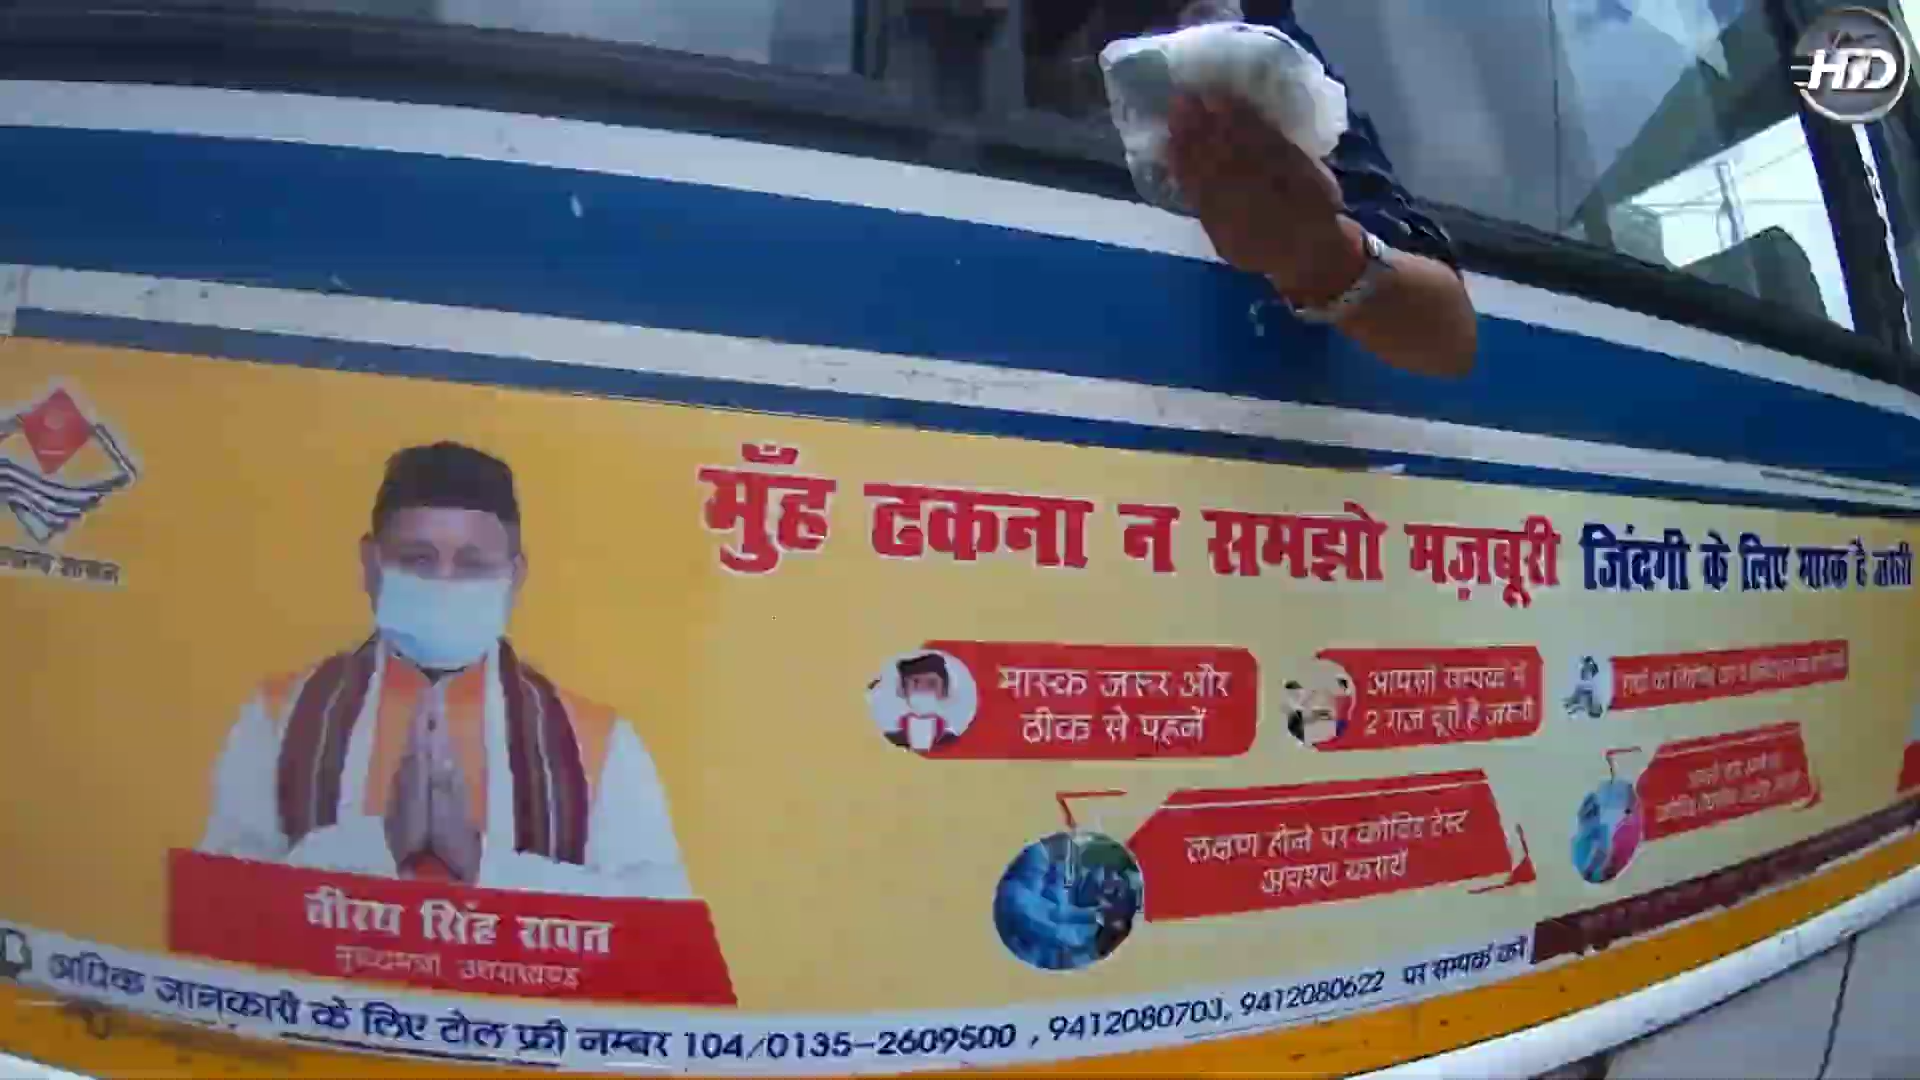 HD
मुँह ढकना न समझो मज़बूरी जिंदगी के लिए मास्क है जरुरी
मास्क जरूर और
ठीक से पहनें
आपसी सम्पर्क में
2 गज दूरी है जरूरी
लक्षण होने पर कोविड टेस्ट
अवश्य करायें
तीरथ सिंह रावत
मुख्यमंत्री उत्तराखण्ड
अधिक जानकारी के लिए टोल फ्री नम्बर 104/0135-2609500 , 9412080703, 9412080622 पर सम्पर्क करें